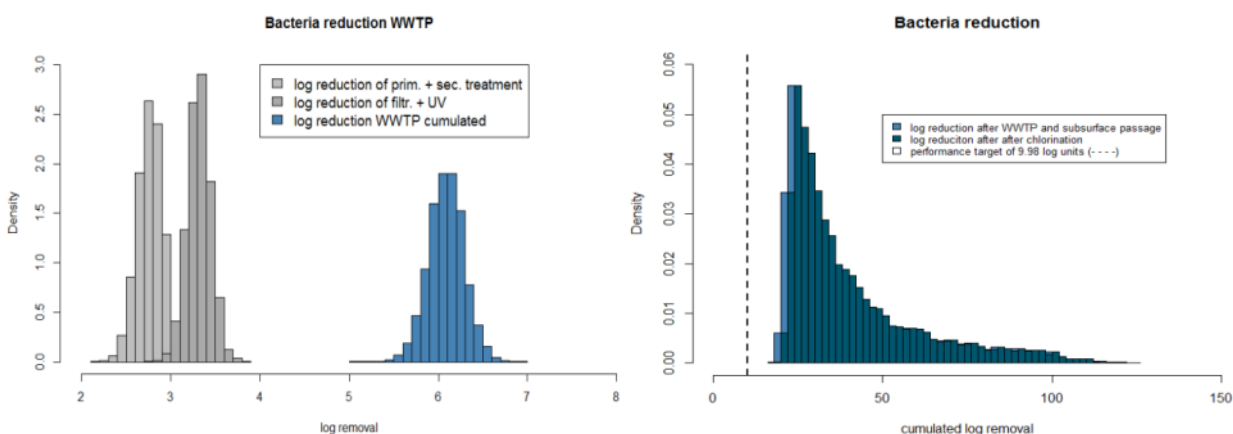 Bacteria reduction WWTP
log reduction of prim. + sec. treatment
log reduction of filtr. + UV
log reduction WWTP cumulated
Density
0.0
0.5
1.0
1.5
2.0
2.5
3.0
2 3 4 5 6 7 8
log removal
Bacteria reduction
log reduction after WWTP and subsurface passage
log reduciton after after chlorination
performance target of 9.98 log units (- - - -)
Density
0.00
0.01
0.02
0.03
0.04
0.05
0.06
0 50 100 150
cumulated log removal